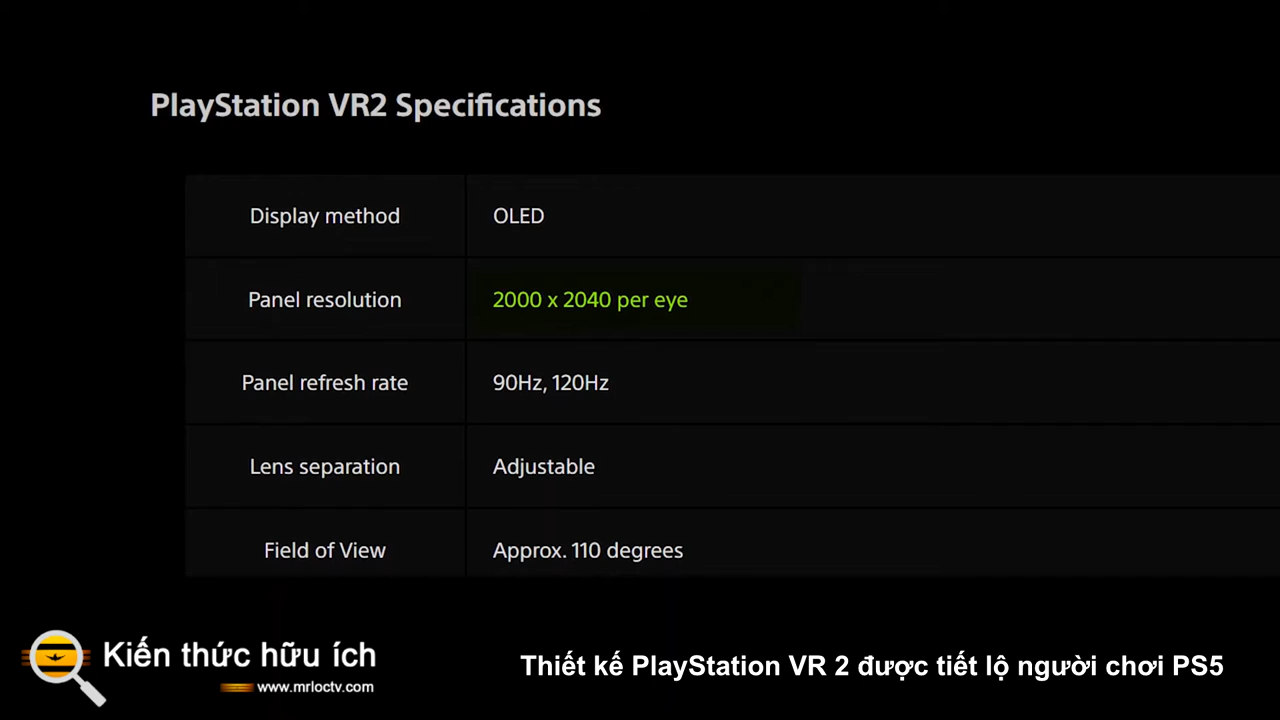 PlayStation VR2 Specifications
Display method OLED
Panel resolution 2000 x 2040 per eye
Panel refresh rate 90Hz, 120Hz
Lens separation Adjustable
Field of View Approx. 110 degrees
Kiến thức hữu ích
www.mrloctv.com
Thiết kế PlayStation VR 2 được tiết lộ người chơi PS5